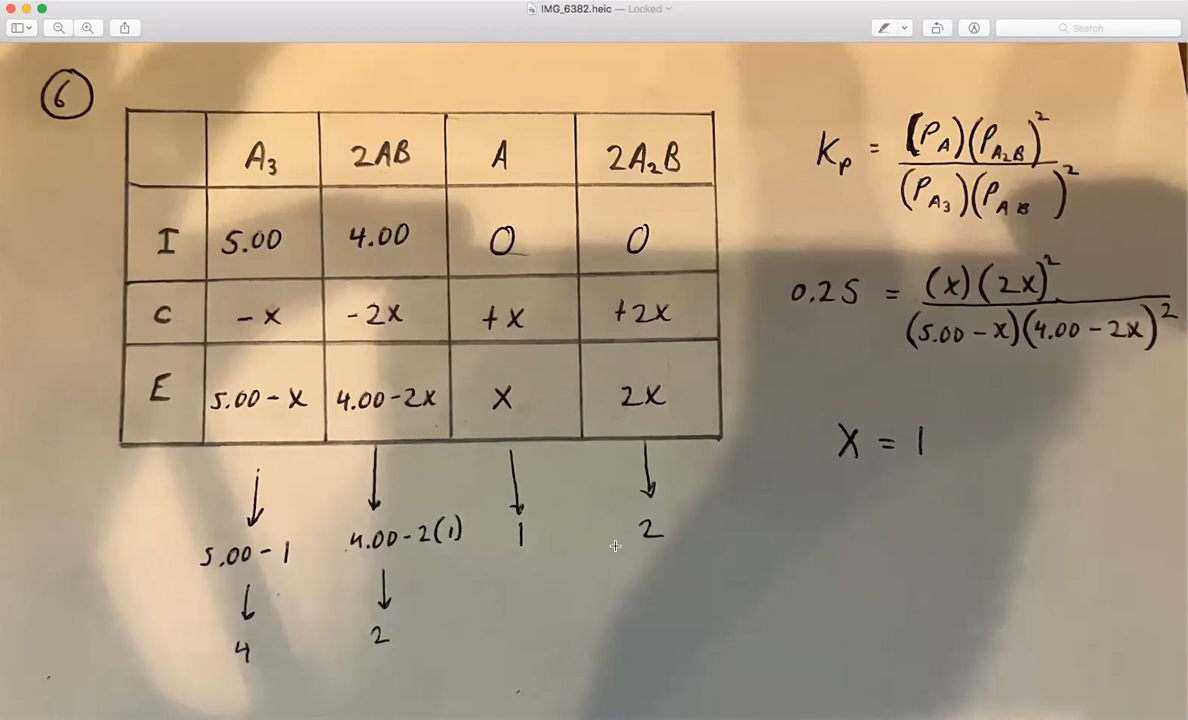 IMG_6382.heic — Locked
Search
6
A₃ 2AB A 2A₂B
I 5.00 4.00 0 0
C -x -2x +x +2x
E 5.00-x 4.00-2x x 2x
5.00-1 4.00-2(1) 1 2
4 2
Kp = (PA)(PA₂B)² / (PA₃)(PAB)²
0.25 = (x)(2x)² / (5.00-x)(4.00-2x)²
x = 1